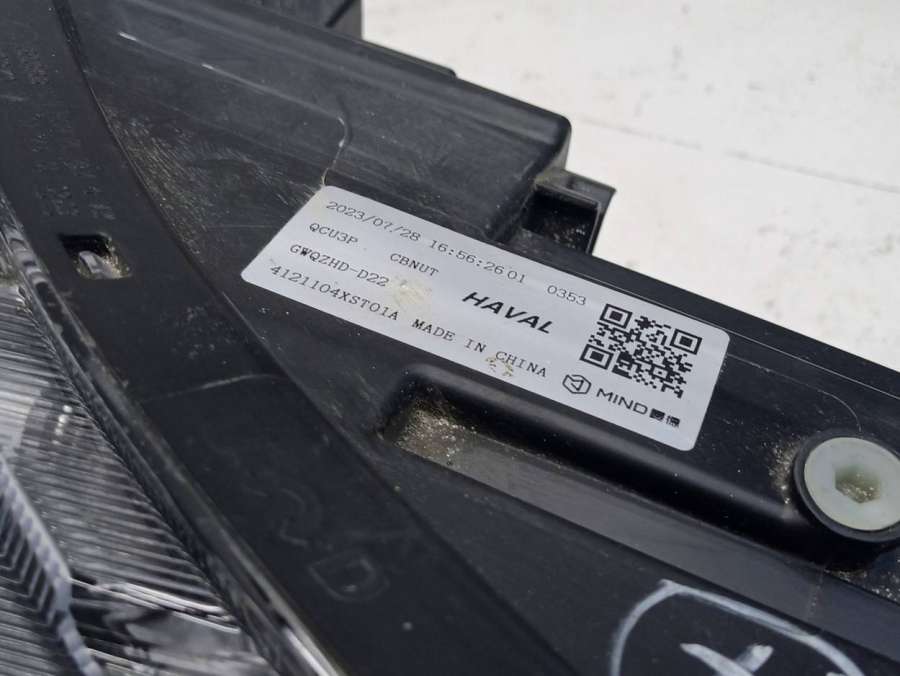 2023/07/28 16:56:26 01 0353
QCU3P CBNUT
GWQZHD-D22
HAVAL
4121104XST01A MADE IN CHINA
MIND